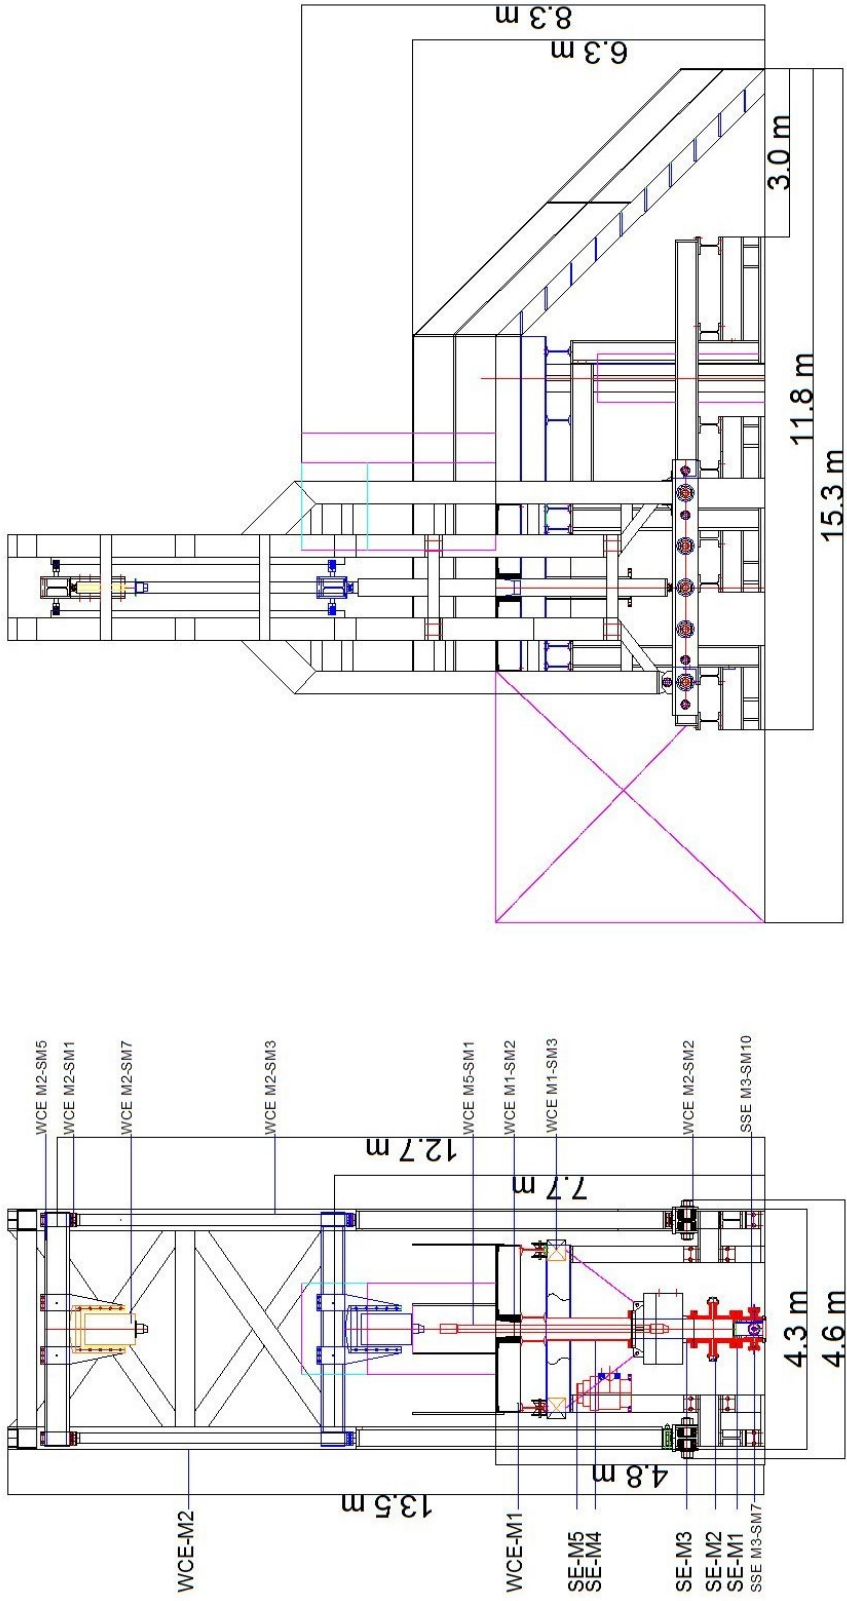 8.3 m
6.3 m
3.0 m
11.8 m
15.3 m
WCE M2-SM5
WCE M2-SM1
WCE M2-SM7
WCE M2-SM3
WCE M5-SM1
WCE M1-SM2
WCE M1-SM3
WCE M2-SM2
SSE M3-SM10
12.7 m
7.7 m
4.3 m
4.6 m
4.8 m
13.5 m
WCE-M2
WCE-M1
SE-M5
SE-M4
SE-M3
SE-M2
SE-M1
SSE M3-SM7